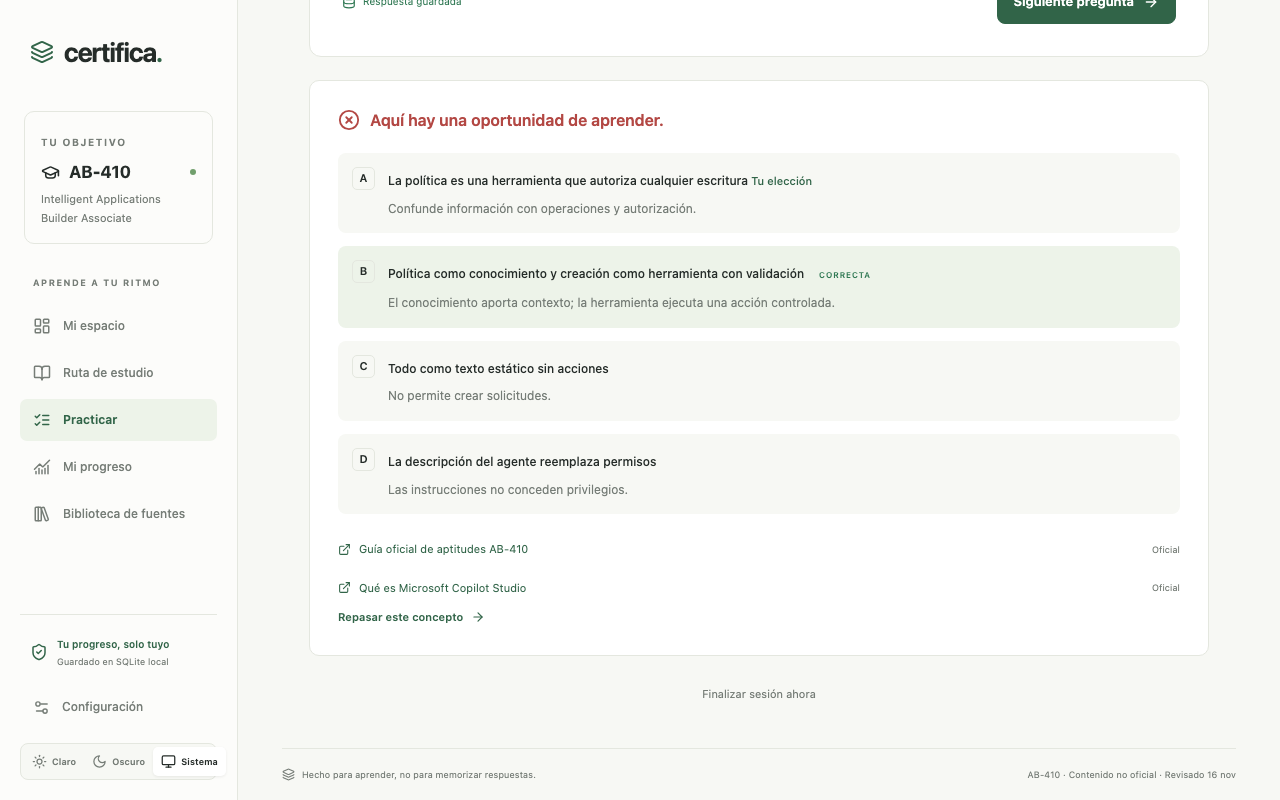 certifica.
TU OBJETIVO
AB-410
Intelligent Applications
Builder Associate
APRENDE A TU RITMO
Mi espacio
Ruta de estudio
Practicar
Mi progreso
Biblioteca de fuentes
Tu progreso, solo tuyo
Guardado en SQLite local
Configuración
Claro Oscuro Sistema
Respuesta guardada
Siguiente pregunta
Aquí hay una oportunidad de aprender.
A
La política es una herramienta que autoriza cualquier escritura Tu elección
Confunde información con operaciones y autorización.
B
Política como conocimiento y creación como herramienta con validación CORRECTA
El conocimiento aporta contexto; la herramienta ejecuta una acción controlada.
C
Todo como texto estático sin acciones
No permite crear solicitudes.
D
La descripción del agente reemplaza permisos
Las instrucciones no conceden privilegios.
Guía oficial de aptitudes AB-410 Oficial
Qué es Microsoft Copilot Studio Oficial
Repasar este concepto
Finalizar sesión ahora
Hecho para aprender, no para memorizar respuestas.
AB-410 · Contenido no oficial · Revisado 16 nov